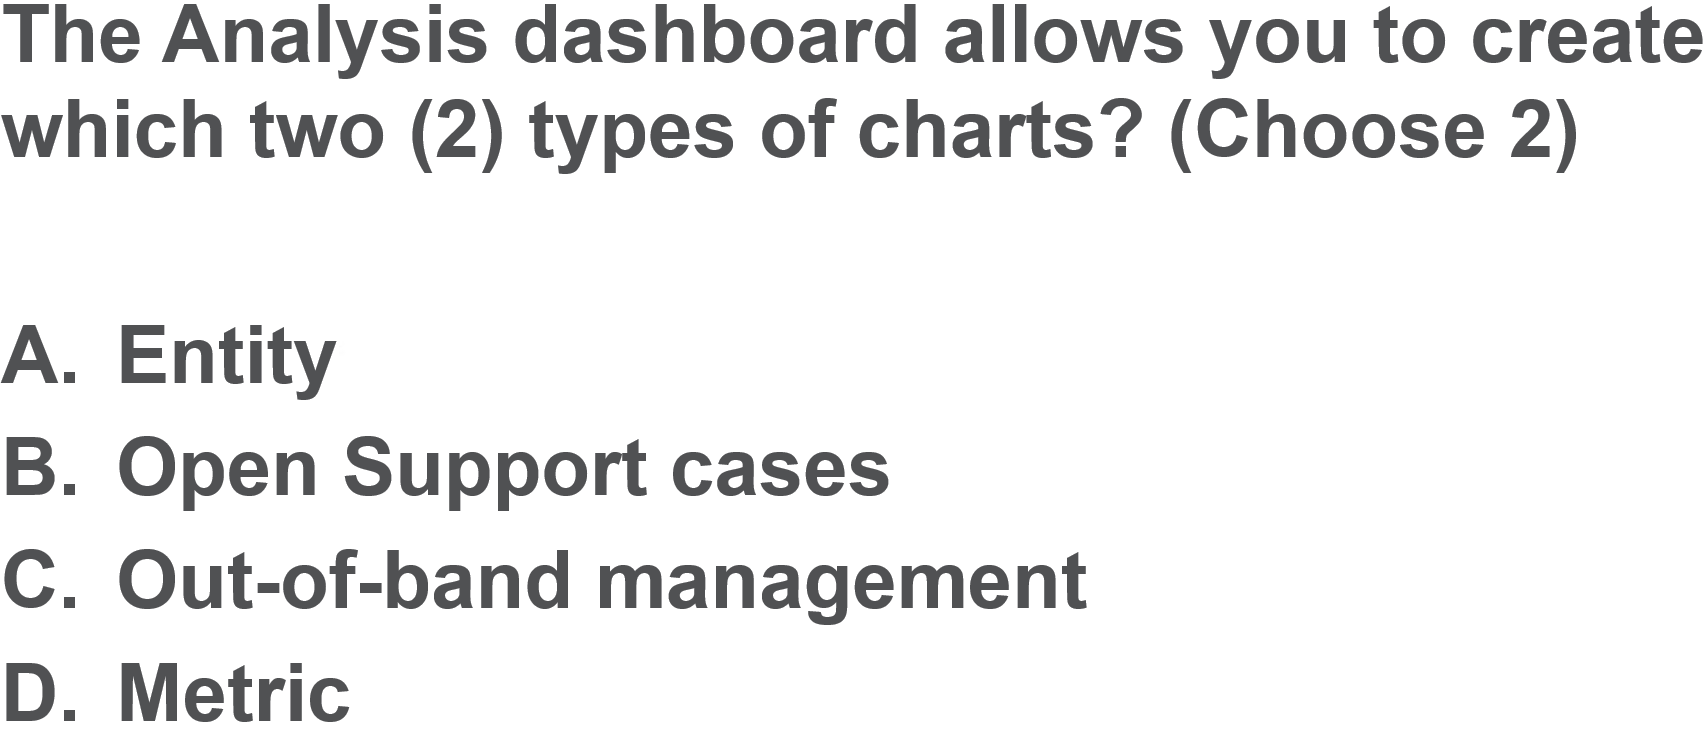 The Analysis dashboard allows you to create
which two (2) types of charts? (Choose 2)
A. Entity
B. Open Support cases
C. Out-of-band management
D. Metric